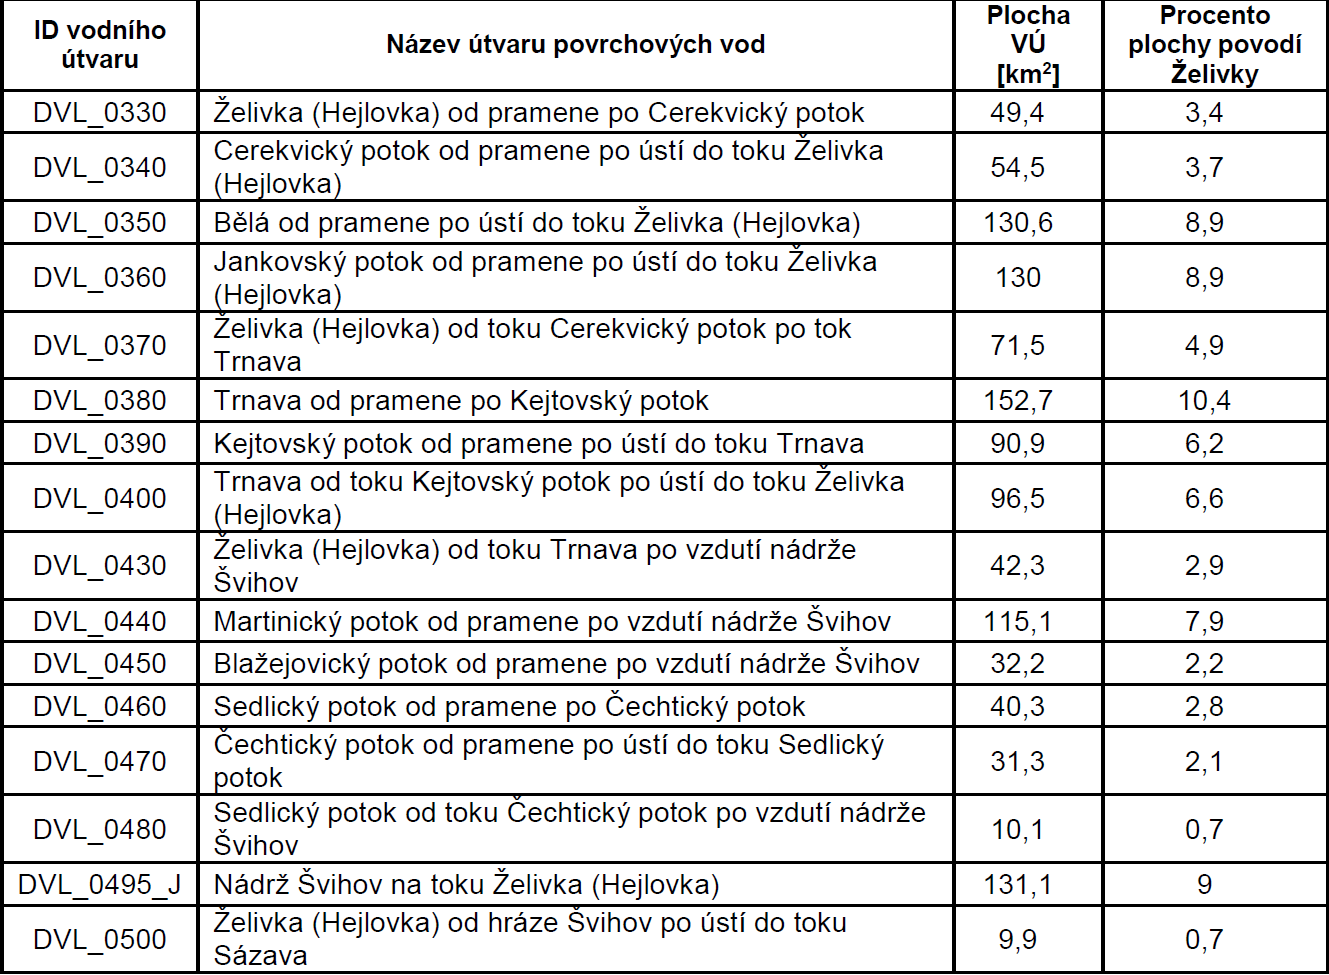 ID vodního útvaru | Název útvaru povrchových vod | Plocha VÚ [km²] | Procento plochy povodí Želivky
DVL_0330 | Želivka (Hejlovka) od pramene po Cerekvický potok | 49,4 | 3,4
DVL_0340 | Cerekvický potok od pramene po ústí do toku Želivka (Hejlovka) | 54,5 | 3,7
DVL_0350 | Bělá od pramene po ústí do toku Želivka (Hejlovka) | 130,6 | 8,9
DVL_0360 | Jankovský potok od pramene po ústí do toku Želivka (Hejlovka) | 130 | 8,9
DVL_0370 | Želivka (Hejlovka) od toku Cerekvický potok po tok Trnava | 71,5 | 4,9
DVL_0380 | Trnava od pramene po Kejtovský potok | 152,7 | 10,4
DVL_0390 | Kejtovský potok od pramene po ústí do toku Trnava | 90,9 | 6,2
DVL_0400 | Trnava od toku Kejtovský potok po ústí do toku Želivka (Hejlovka) | 96,5 | 6,6
DVL_0430 | Želivka (Hejlovka) od toku Trnava po vzdutí nádrže Švihov | 42,3 | 2,9
DVL_0440 | Martinický potok od pramene po vzdutí nádrže Švihov | 115,1 | 7,9
DVL_0450 | Blažejovický potok od pramene po vzdutí nádrže Švihov | 32,2 | 2,2
DVL_0460 | Sedlický potok od pramene po Čechtický potok | 40,3 | 2,8
DVL_0470 | Čechtický potok od pramene po ústí do toku Sedlický potok | 31,3 | 2,1
DVL_0480 | Sedlický potok od toku Čechtický potok po vzdutí nádrže Švihov | 10,1 | 0,7
DVL_0495_J | Nádrž Švihov na toku Želivka (Hejlovka) | 131,1 | 9
DVL_0500 | Želivka (Hejlovka) od hráze Švihov po ústí do toku Sázava | 9,9 | 0,7